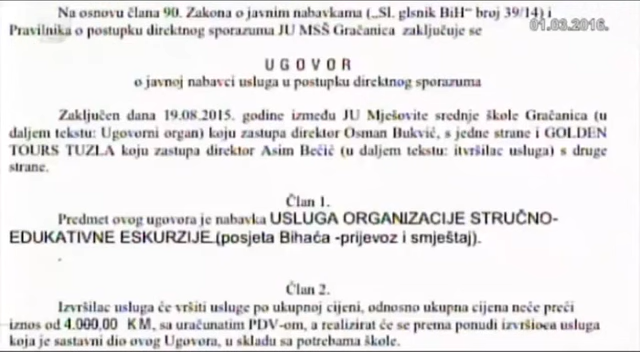 Na osnovu člana 90. Zakona o javnim nabavkama („Sl. glsnik BiH“ broj 39/14) i
01.03.2016.
Pravilnika o postupku direktnog sporazuma JU MSŠ Gračanica zaključuje se
U G O V O R
o javnoj nabavci usluga u postupku direktnog sporazuma
Zaključen dana 19.08.2015. godine između JU Mješovite srednje škole Gračanica (u
daljem tekstu: Ugovorni organ) koju zastupa direktor Osman Bukvić, s jedne strane i GOLDEN
TOURS TUZLA koju zastupa direktor Asim Bečić (u daljem tekstu: itvršilac usluga) s druge
strane.
Član 1.
Predmet ovog ugovora je nabavka USLUGA ORGANIZACIJE STRUČNO-
EDUKATIVNE ESKURZIJE.(posjeta Bihaća -prijevoz i smještaj).
Član 2.
Izvršilac usluga će vršiti usluge po ukupnoj cijeni, odnosno ukupna cijena neće preći
iznos od 4.000,00 KM, sa uračunatim PDV-om, a realizirat će se prema ponudi izvršioca usluga
koja je sastavni dio ovog Ugovora, u skladu sa potrebama škole.